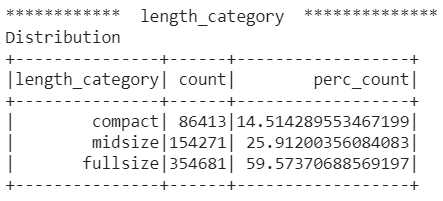 ************  length_category  **************
Distribution
+---------------+------+------------------+
|length_category| count|        perc_count|
+---------------+------+------------------+
|        compact| 86413|14.514289553467199|
|        midsize|154271| 25.91200356084083|
|       fullsize|354681| 59.57370688569197|
+---------------+------+------------------+